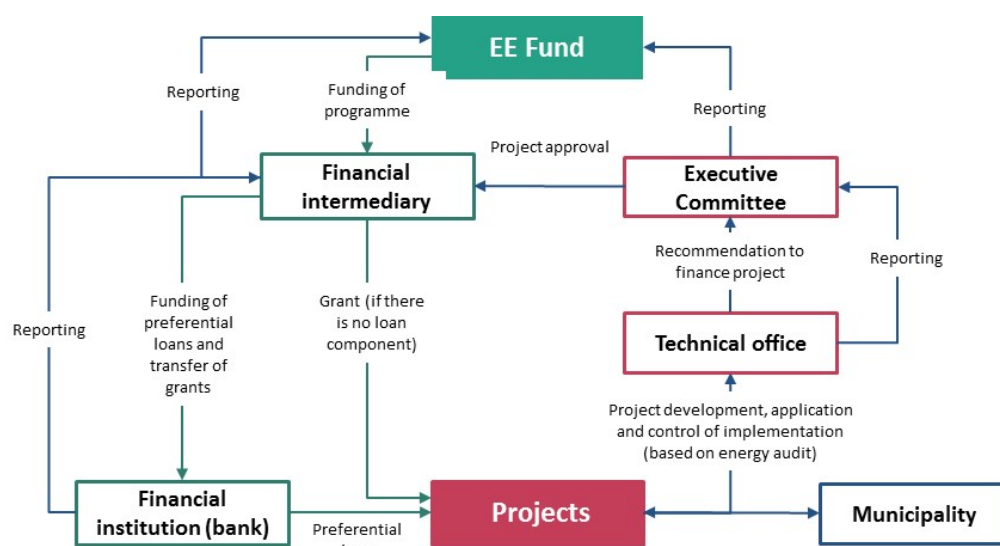 EE Fund
Reporting
Funding of
programme
Reporting
Project approval
Financial
intermediary
Executive
Committee
Recommendation to
finance project
Reporting
Funding of
preferential
loans and
transfer of
grants
Grant (if there
is no loan
component)
Reporting
Technical office
Project development, application
and control of implementation
(based on energy audit)
Financial
institution (bank)
Projects
Municipality
Preferential